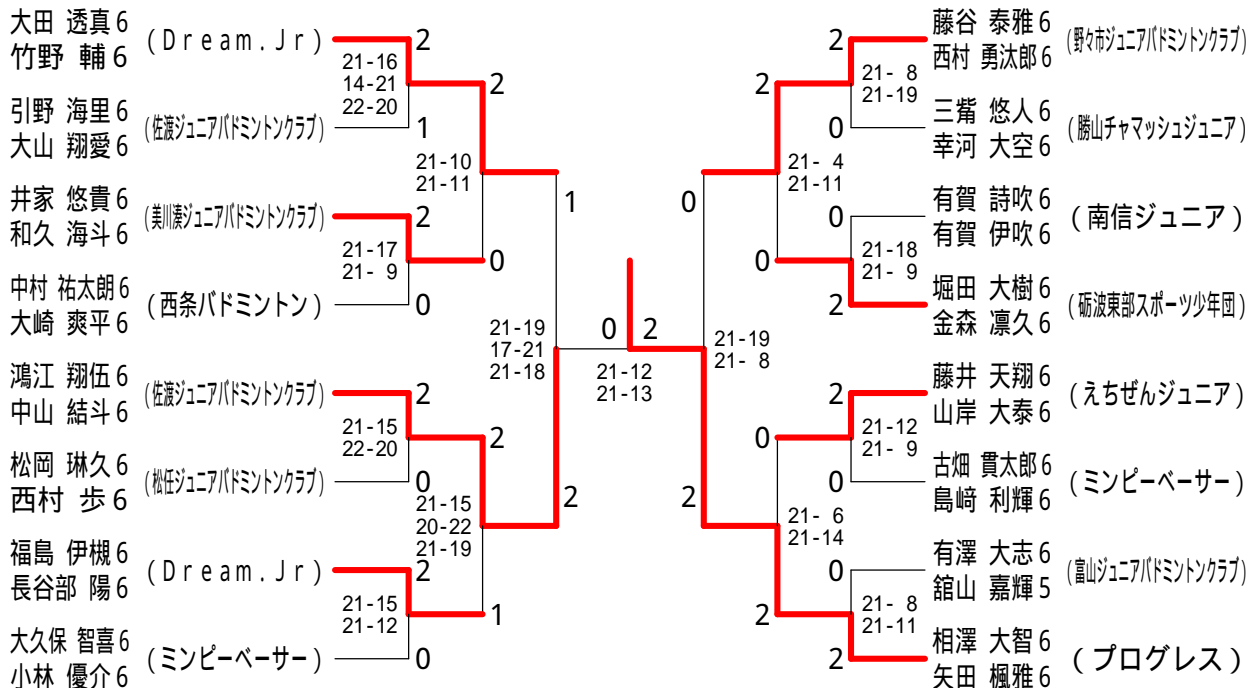 大田 透真6
竹野 輔6
(Dream.Jr)
2
21-16
14-21
22-20
引野 海里6
大山 翔愛6
(佐渡ジュニアバドミントンクラブ)
1
2
21-10
21-11
井家 悠貴6
和久 海斗6
(美川湊ジュニアバドミントンクラブ)
2
21-17
21- 9
中村 祐太朗6
大崎 爽平6
(西条バドミントン)
0
0
1
21-19
17-21
21-18
鴻江 翔伍6
中山 結斗6
(佐渡ジュニアバドミントンクラブ)
2
21-15
22-20
松岡 琳久6
西村 歩6
(松任ジュニアバドミントンクラブ)
0
2
21-15
20-22
21-19
福島 伊槻6
長谷部 陽6
(Dream.Jr)
2
21-15
21-12
大久保 智喜6
小林 優介6
(ミンピーベーサー)
0
1
2
0 2
21-12
21-13
藤谷 泰雅6
西村 勇汰郎6
(野々市ジュニアバドミントンクラブ)
2
21- 8
21-19
三觜 悠人6
幸河 大空6
(勝山チャマッシュジュニア)
0
2
21- 4
21-11
有賀 詩吹6
有賀 伊吹6
(南信ジュニア)
0
21-18
21- 9
堀田 大樹6
金森 凛久6
(砺波東部スポーツ少年団)
2
0
0
21-19
21- 8
藤井 天翔6
山岸 大泰6
(えちぜんジュニア)
2
21-12
21- 9
古畑 貫太郎6
島﨑 利輝6
(ミンピーベーサー)
0
0
21- 6
21-14
有澤 大志6
舘山 嘉輝5
(富山ジュニアバドミントンクラブ)
0
21- 8
21-11
相澤 大智6
矢田 楓雅6
(プログレス)
2
2
2